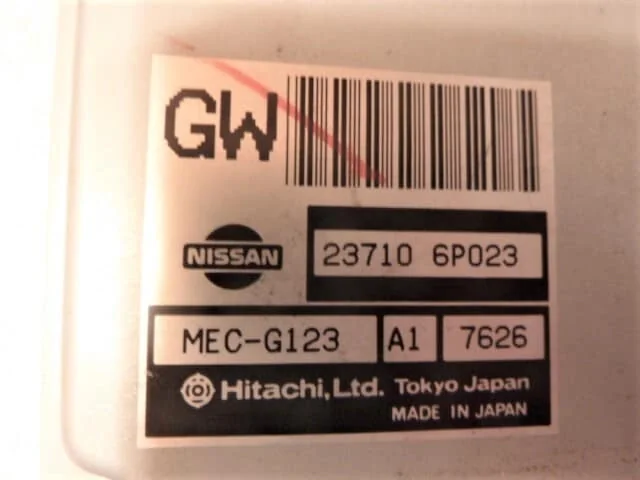 GW
NISSAN
23710 6P023
MEC-G123 A1 7626
Hitachi, Ltd. Tokyo Japan
MADE IN JAPAN